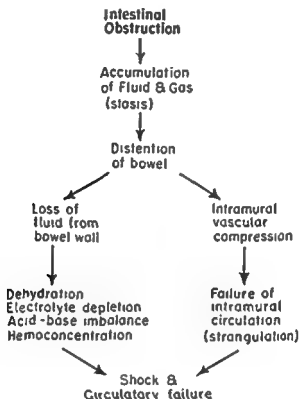 Intestinal
Obstruction
Accumulation
of Fluid & Gas
(stasis)
Distention
of bowel
Loss of
fluid from
bowel wall
Intramural
vascular
compression
Dehydration
Electrolyte depletion
Acid-base imbalance
Hemoconcentration
Failure of
intramural
circulation
(strangulation)
Shock &
Circulatory failure